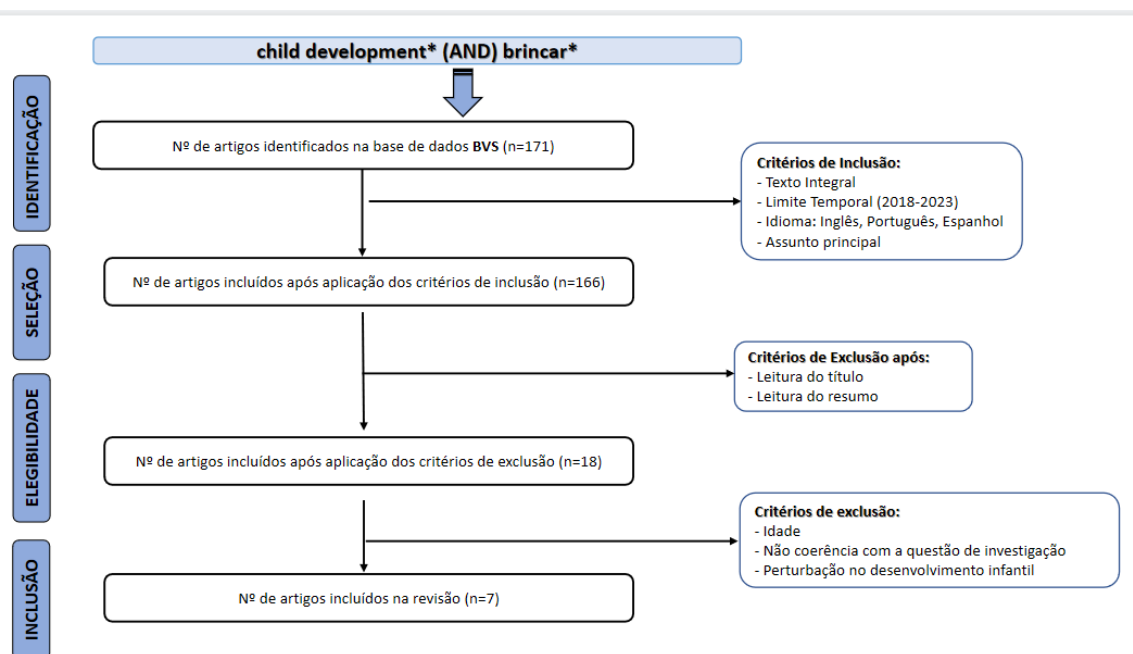 child development* (AND) brincar*
IDENTIFICAÇÃO
Nº de artigos identificados na base de dados BVS (n=171)
Critérios de Inclusão:
- Texto Integral
- Limite Temporal (2018-2023)
- Idioma: Inglês, Português, Espanhol
- Assunto principal
SELEÇÃO
Nº de artigos incluídos após aplicação dos critérios de inclusão (n=166)
Critérios de Exclusão após:
- Leitura do título
- Leitura do resumo
ELEGIBILIDADE
Nº de artigos incluídos após aplicação dos critérios de exclusão (n=18)
Critérios de exclusão:
- Idade
- Não coerência com a questão de investigação
- Perturbação no desenvolvimento infantil
INCLUSÃO
Nº de artigos incluídos na revisão (n=7)